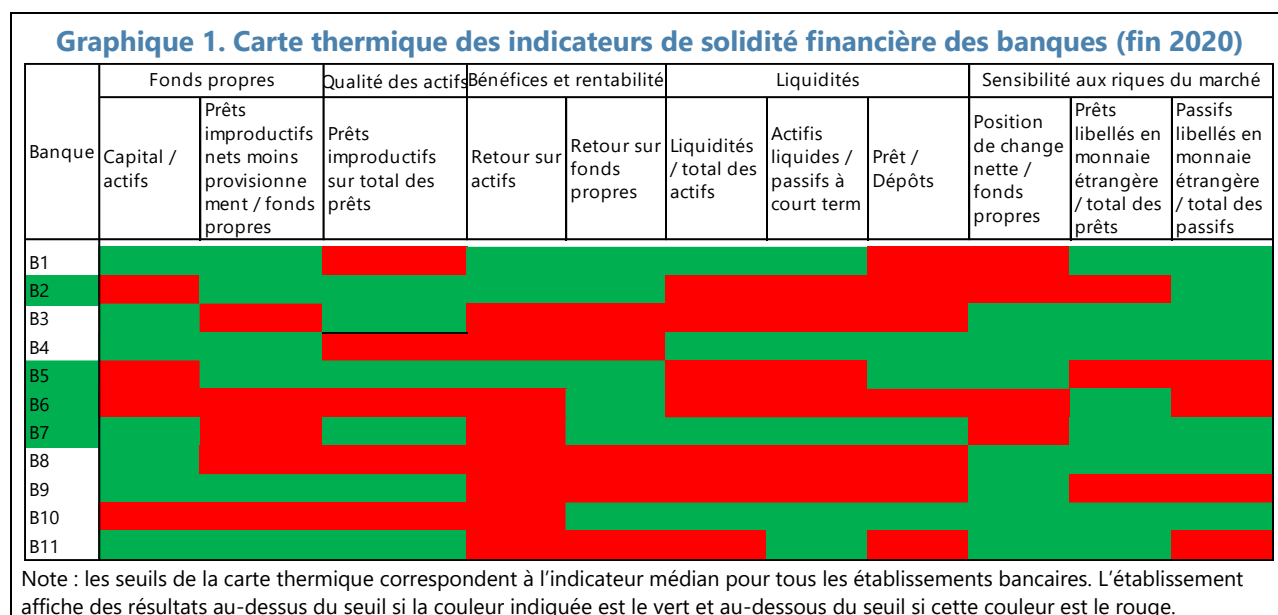 Graphique 1. Carte thermique des indicateurs de solidité financière des banques (fin 2020)
Fonds propres
Qualité des actifs
Bénéfices et rentabilité
Liquidités
Sensibilité aux riques du marché
Banque
Capital /
actifs
Prêts
improductifs
nets moins
provisionne
ment / fonds
propres
Prêts
improductifs
sur total des
prêts
Retour sur
actifs
Retour sur
fonds
propres
Liquidités
/ total des
actifs
Actifis
liquides /
passifs à
court term
Prêt /
Dépôts
Position
de change
nette /
fonds
propres
Prêts
libellés en
monnaie
étrangère
/ total des
prêts
Passifs
libellés en
monnaie
étrangère
/ total des
passifs
B1
B2
B3
B4
B5
B6
B7
B8
B9
B10
B11
Note : les seuils de la carte thermique correspondent à l'indicateur médian pour tous les établissements bancaires. L'établissement
affiche des résultats au-dessus du seuil si la couleur indiquée est le vert et au-dessous du seuil si cette couleur est le rouge.